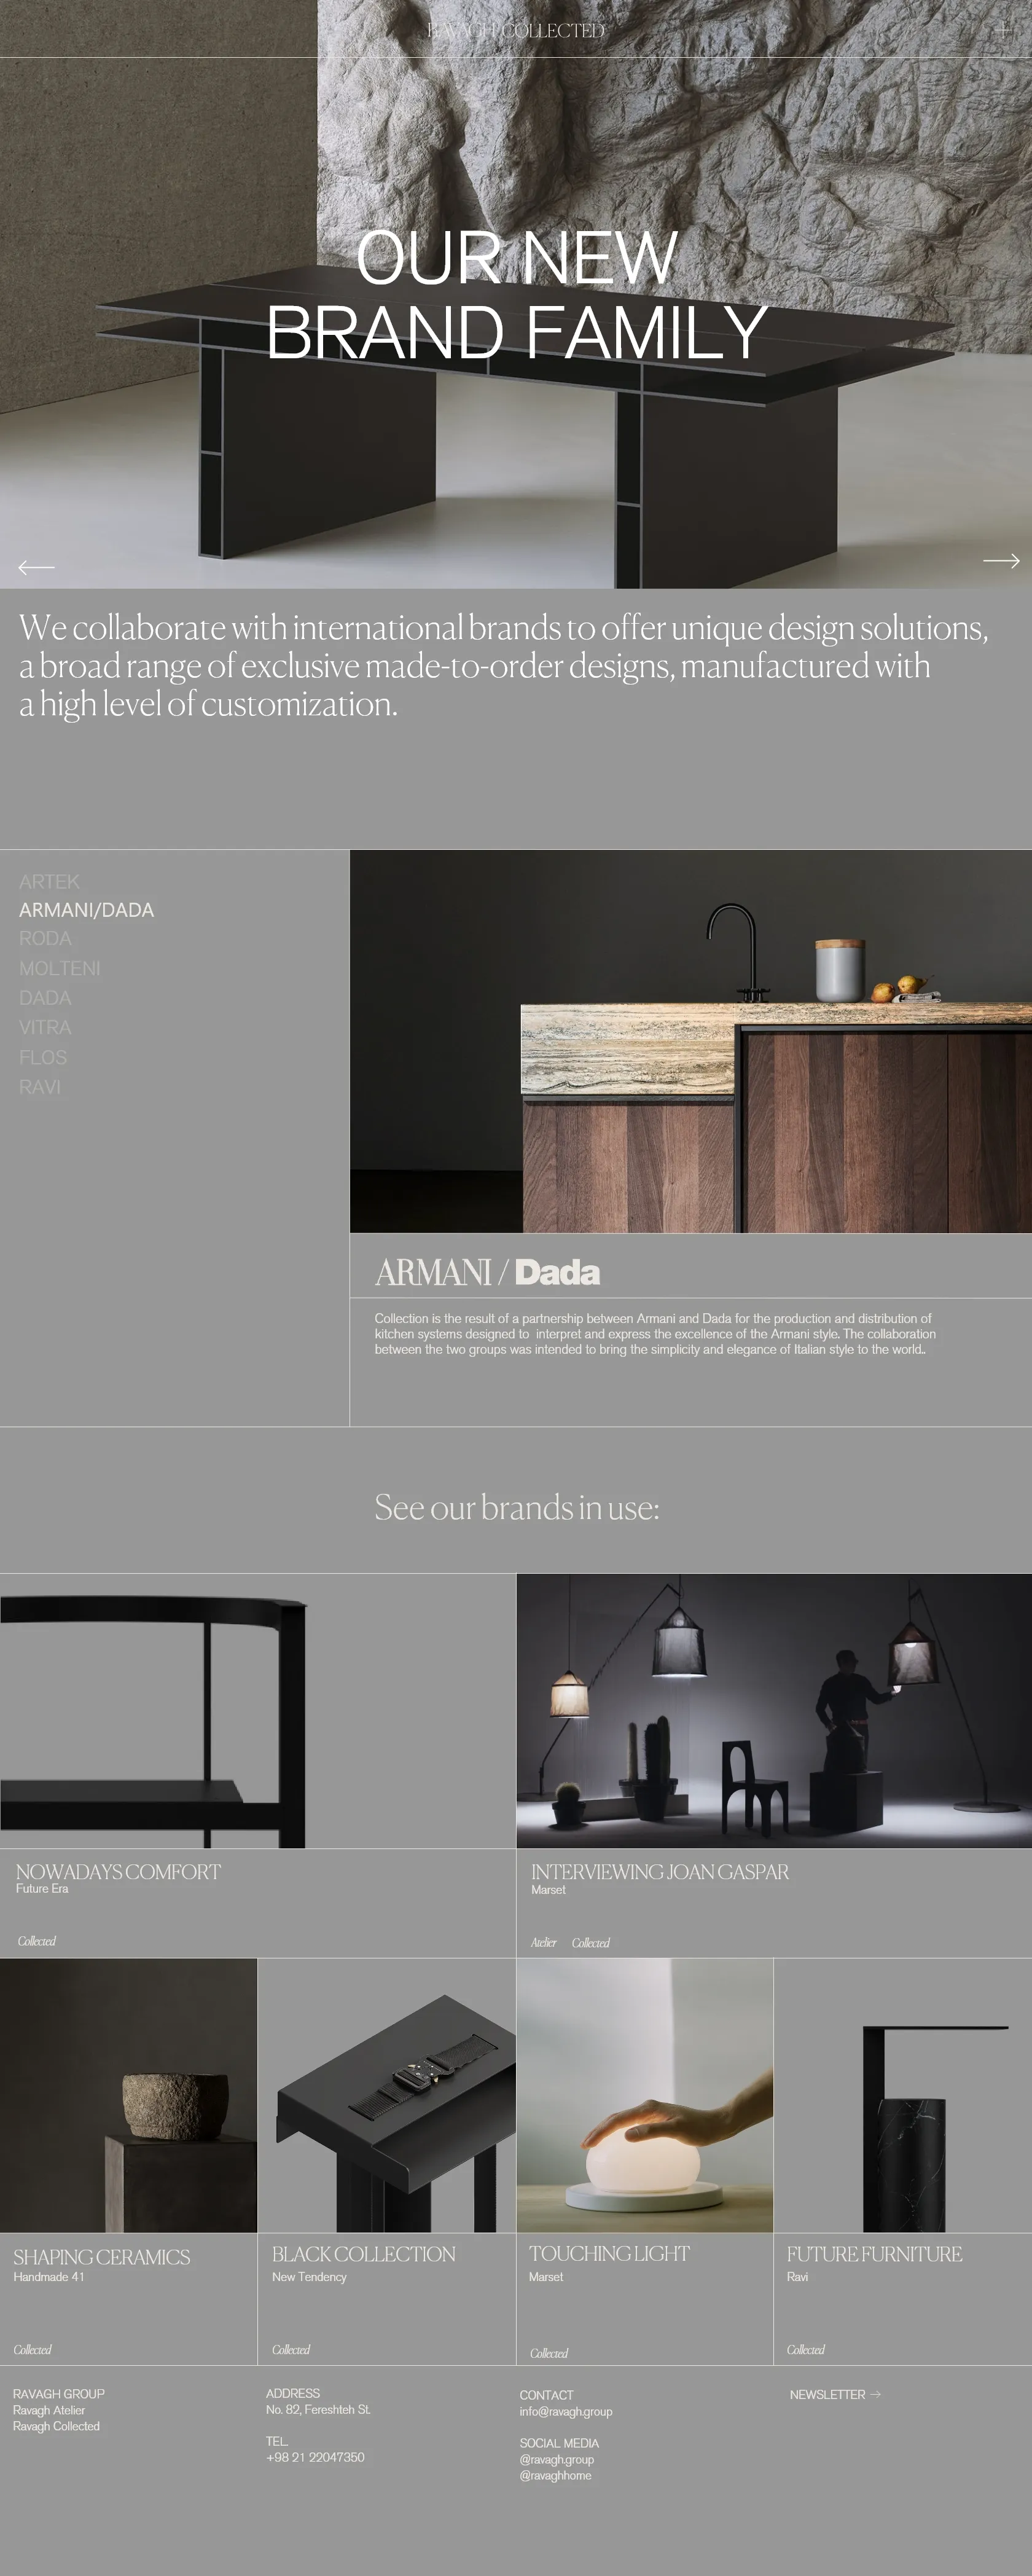 RAVAGH COLLECTED
OUR NEW
BRAND FAMILY
We collaborate with international brands to offer unique design solutions,
a broad range of exclusive made-to-order designs, manufactured with
a high level of customization.
ARTEK
ARMANI/DADA
RODA
MOLTENI
DADA
VITRA
FLOS
RAVI
ARMANI / Dada
Collection is the result of a partnership between Armani and Dada for the production and distribution of
kitchen systems designed to interpret and express the excellence of the Armani style. The collaboration
between the two groups was intended to bring the simplicity and elegance of Italian style to the world..
See our brands in use:
NOWADAYS COMFORT
Future Era
Collected
INTERVIEWING JOAN GASPAR
Marset
Atelier Collected
SHAPING CERAMICS
Handmade 41
Collected
BLACK COLLECTION
New Tendency
Collected
TOUCHING LIGHT
Marset
Collected
FUTURE FURNITURE
Ravi
Collected
RAVAGH GROUP
Ravagh Atelier
Ravagh Collected
ADDRESS
No. 82, Fereshteh St.
TEL.
+98 21 22047350
CONTACT
info@ravagh.group
SOCIAL MEDIA
@ravagh.group
@ravaghhome
NEWSLETTER →